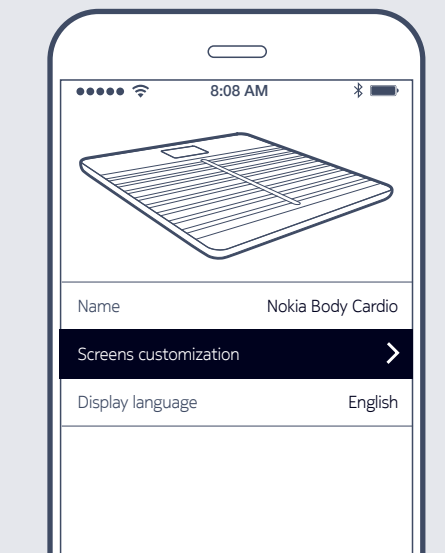 8:08 AM
Name Nokia Body Cardio
Screens customization
Display language English